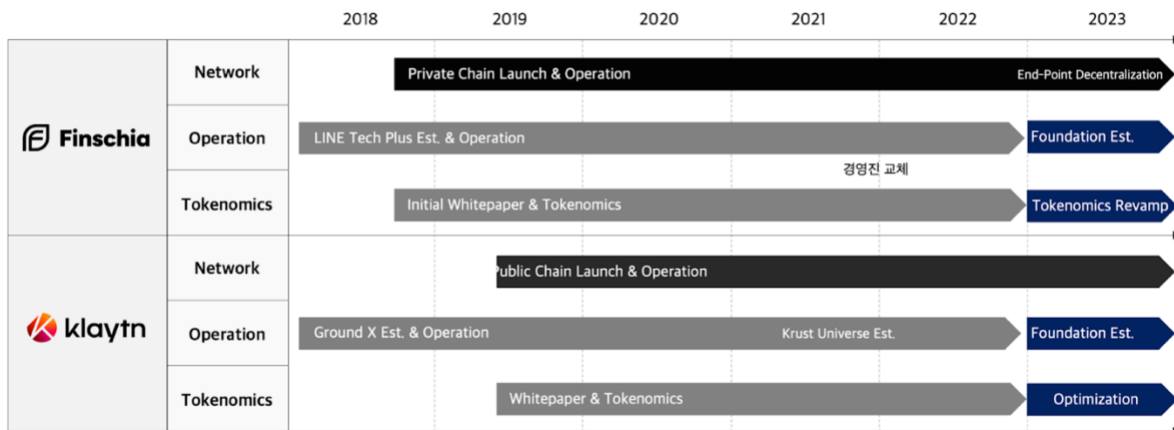 2018 2019 2020 2021 2022 2023
Network Private Chain Launch & Operation End-Point Decentralization
Finschia Operation LINE Tech Plus Est. & Operation Foundation Est.
경영진 교체
Tokenomics Initial Whitepaper & Tokenomics Tokenomics Revamp
Network Public Chain Launch & Operation
klaytn Operation Ground X Est. & Operation Krust Universe Est. Foundation Est.
Tokenomics Whitepaper & Tokenomics Optimization